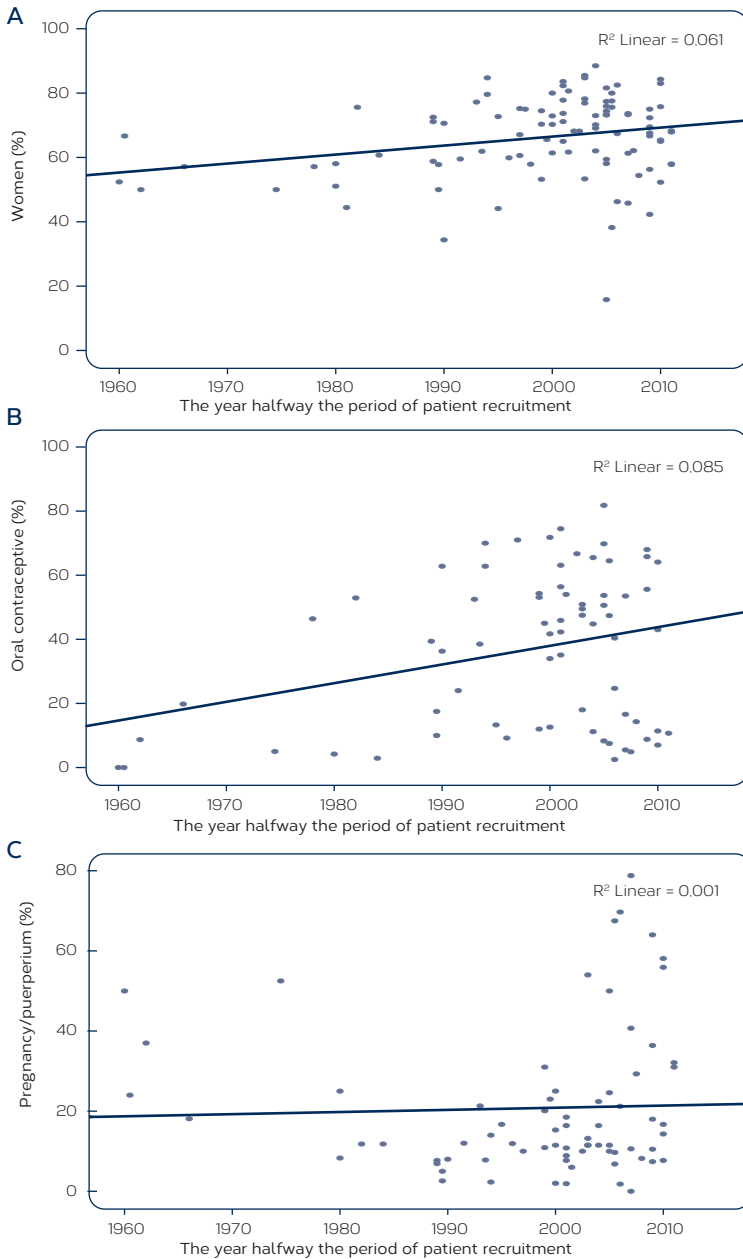 A
R² Linear = 0,061
Women (%)
100
80
60
40
20
0
1960 1970 1980 1990 2000 2010
The year halfway the period of patient recruitment
B
R² Linear = 0,085
Oral contraceptive (%)
100
80
60
40
20
0
1960 1970 1980 1990 2000 2010
The year halfway the period of patient recruitment
C
R² Linear = 0,001
Pregnancy/puerperium (%)
80
60
40
20
0
1960 1970 1980 1990 2000 2010
The year halfway the period of patient recruitment